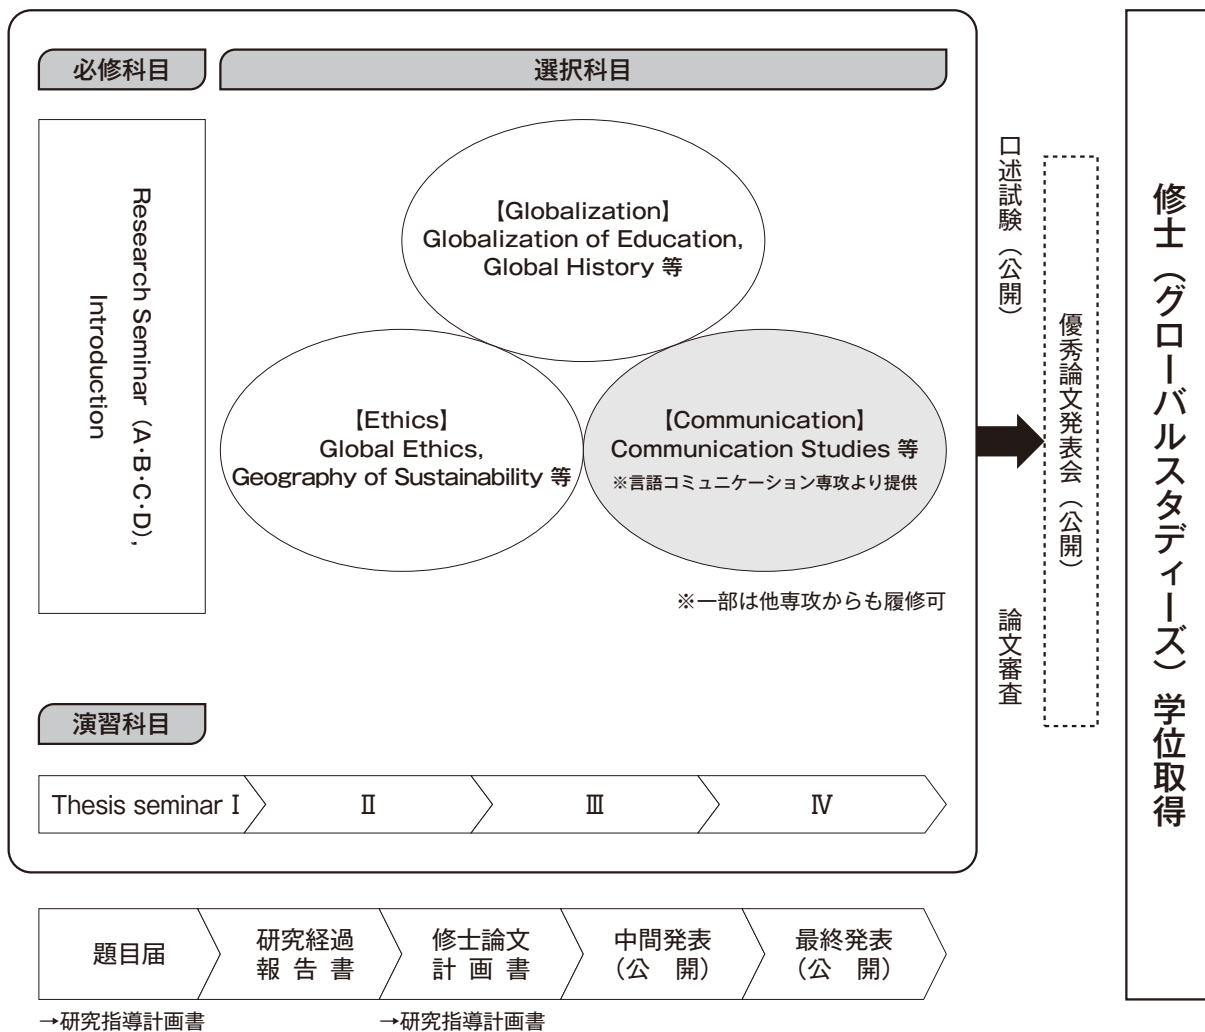 必修科目
選択科目
Research Seminar（A・B・C・D）,
Introduction
【Globalization】
Globalization of Education,
Global History 等
【Ethics】
Global Ethics,
Geography of Sustainability 等
【Communication】
Communication Studies 等
※言語コミュニケーション専攻より提供
※一部は他専攻からも履修可
演習科目
Thesis seminar Ⅰ
Ⅱ
Ⅲ
Ⅳ
口述試験（公開）
論文審査
優秀論文発表会（公開）
修士（グローバルスタディーズ）学位取得
題目届
研究経過
報 告 書
修士論文
計 画 書
中間発表
（公　開）
最終発表
（公　開）
→研究指導計画書
→研究指導計画書